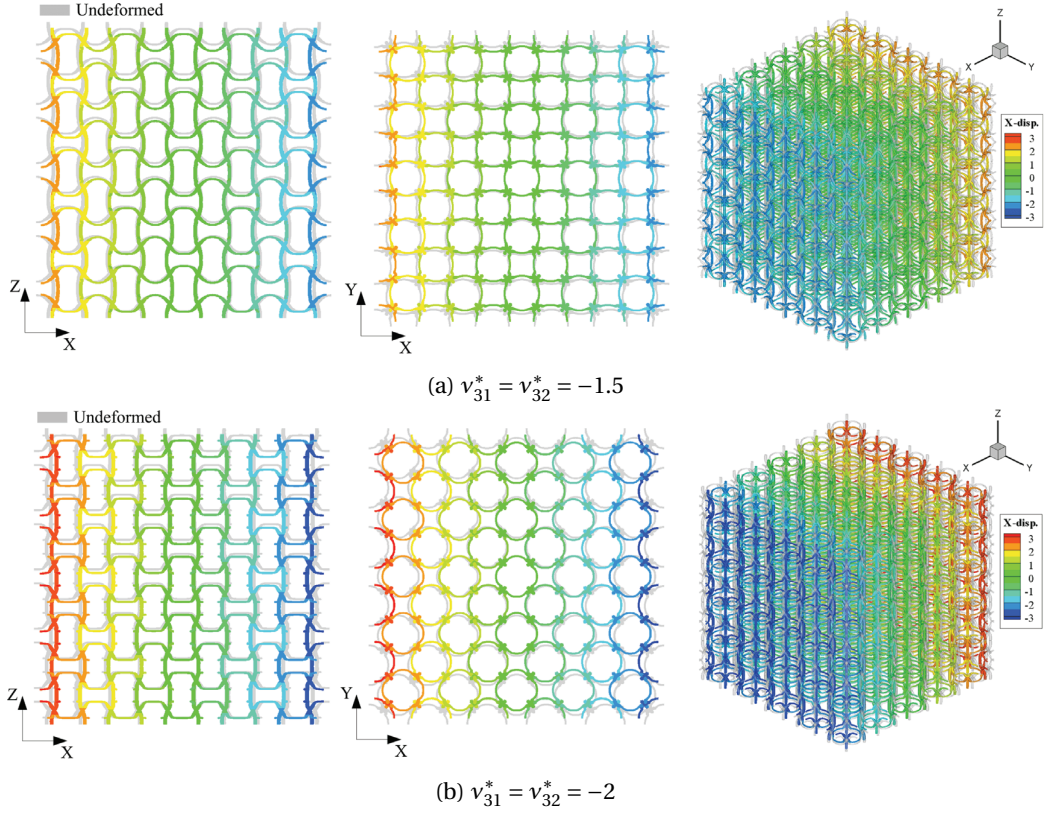 Undeformed
Z
X
Y
X
Z
X
Y
X-disp.
3
2
1
0
-1
-2
-3
(a) ν*31 = ν*32 = −1.5
Undeformed
Z
X
Y
X
Z
X
Y
X-disp.
3
2
1
0
-1
-2
-3
(b) ν*31 = ν*32 = −2